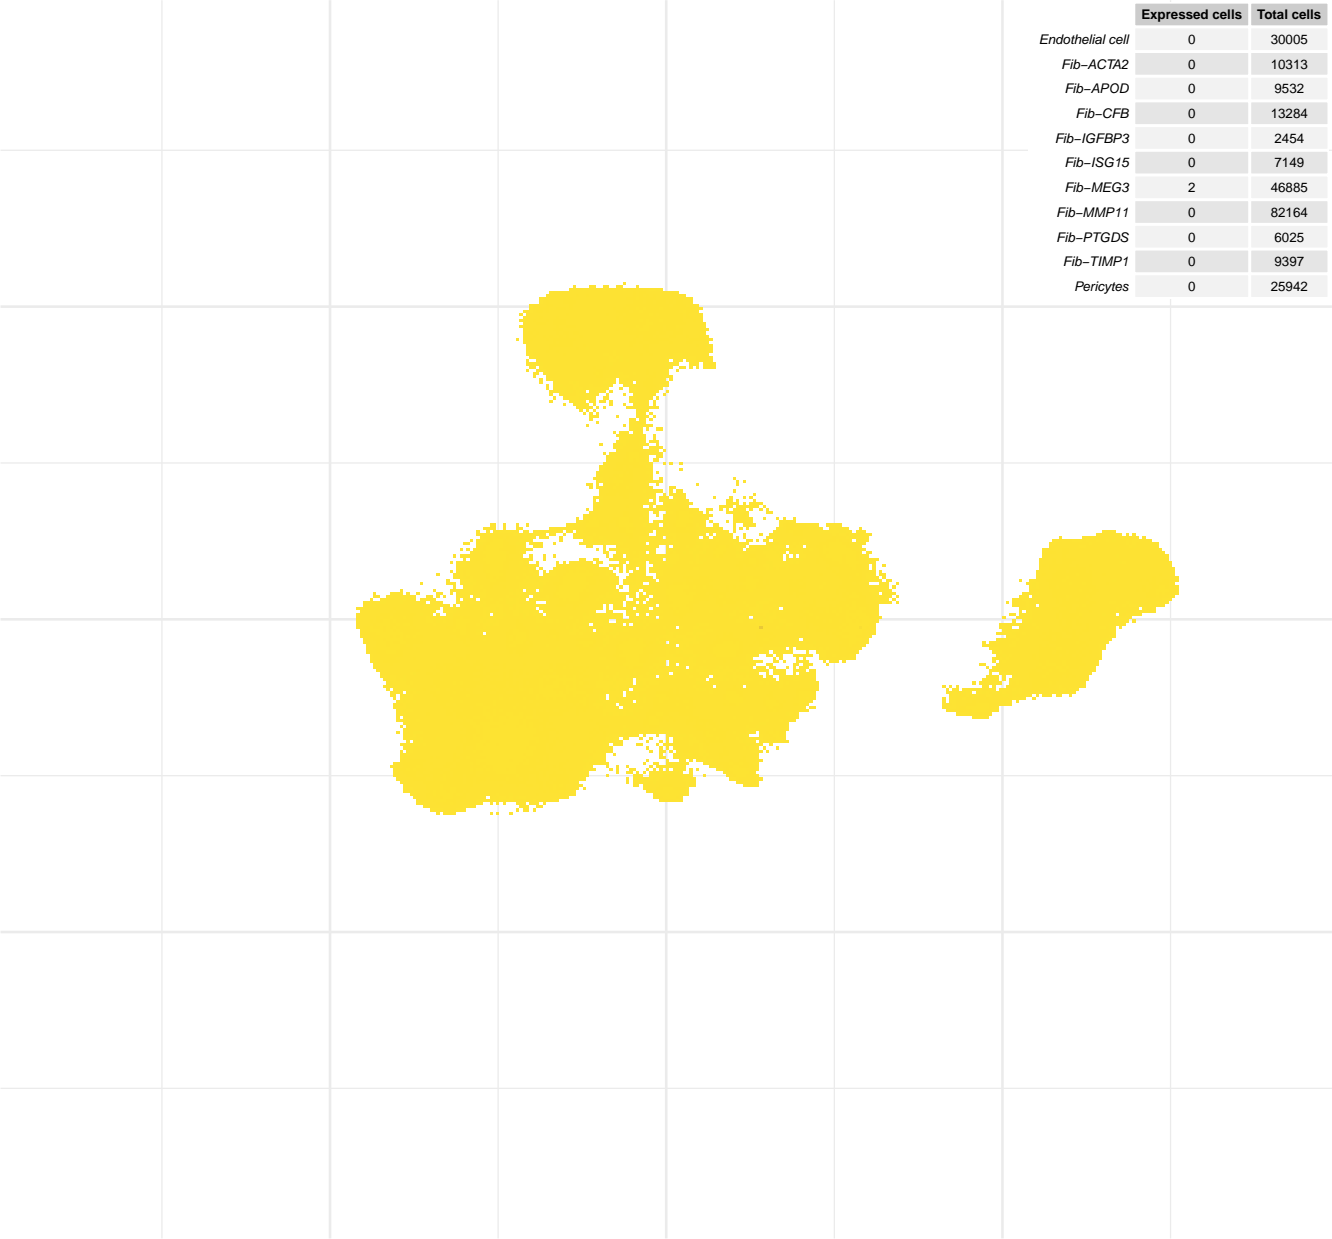 Expressed cells Total cells
Endothelial cell 0 30005
Fib−ACTA2 0 10313
Fib−APOD 0 9532
Fib−CFB 0 13284
Fib−IGFBP3 0 2454
Fib−ISG15 0 7149
Fib−MEG3 2 46885
Fib−MMP11 0 82164
Fib−PTGDS 0 6025
Fib−TIMP1 0 9397
Pericytes 0 25942